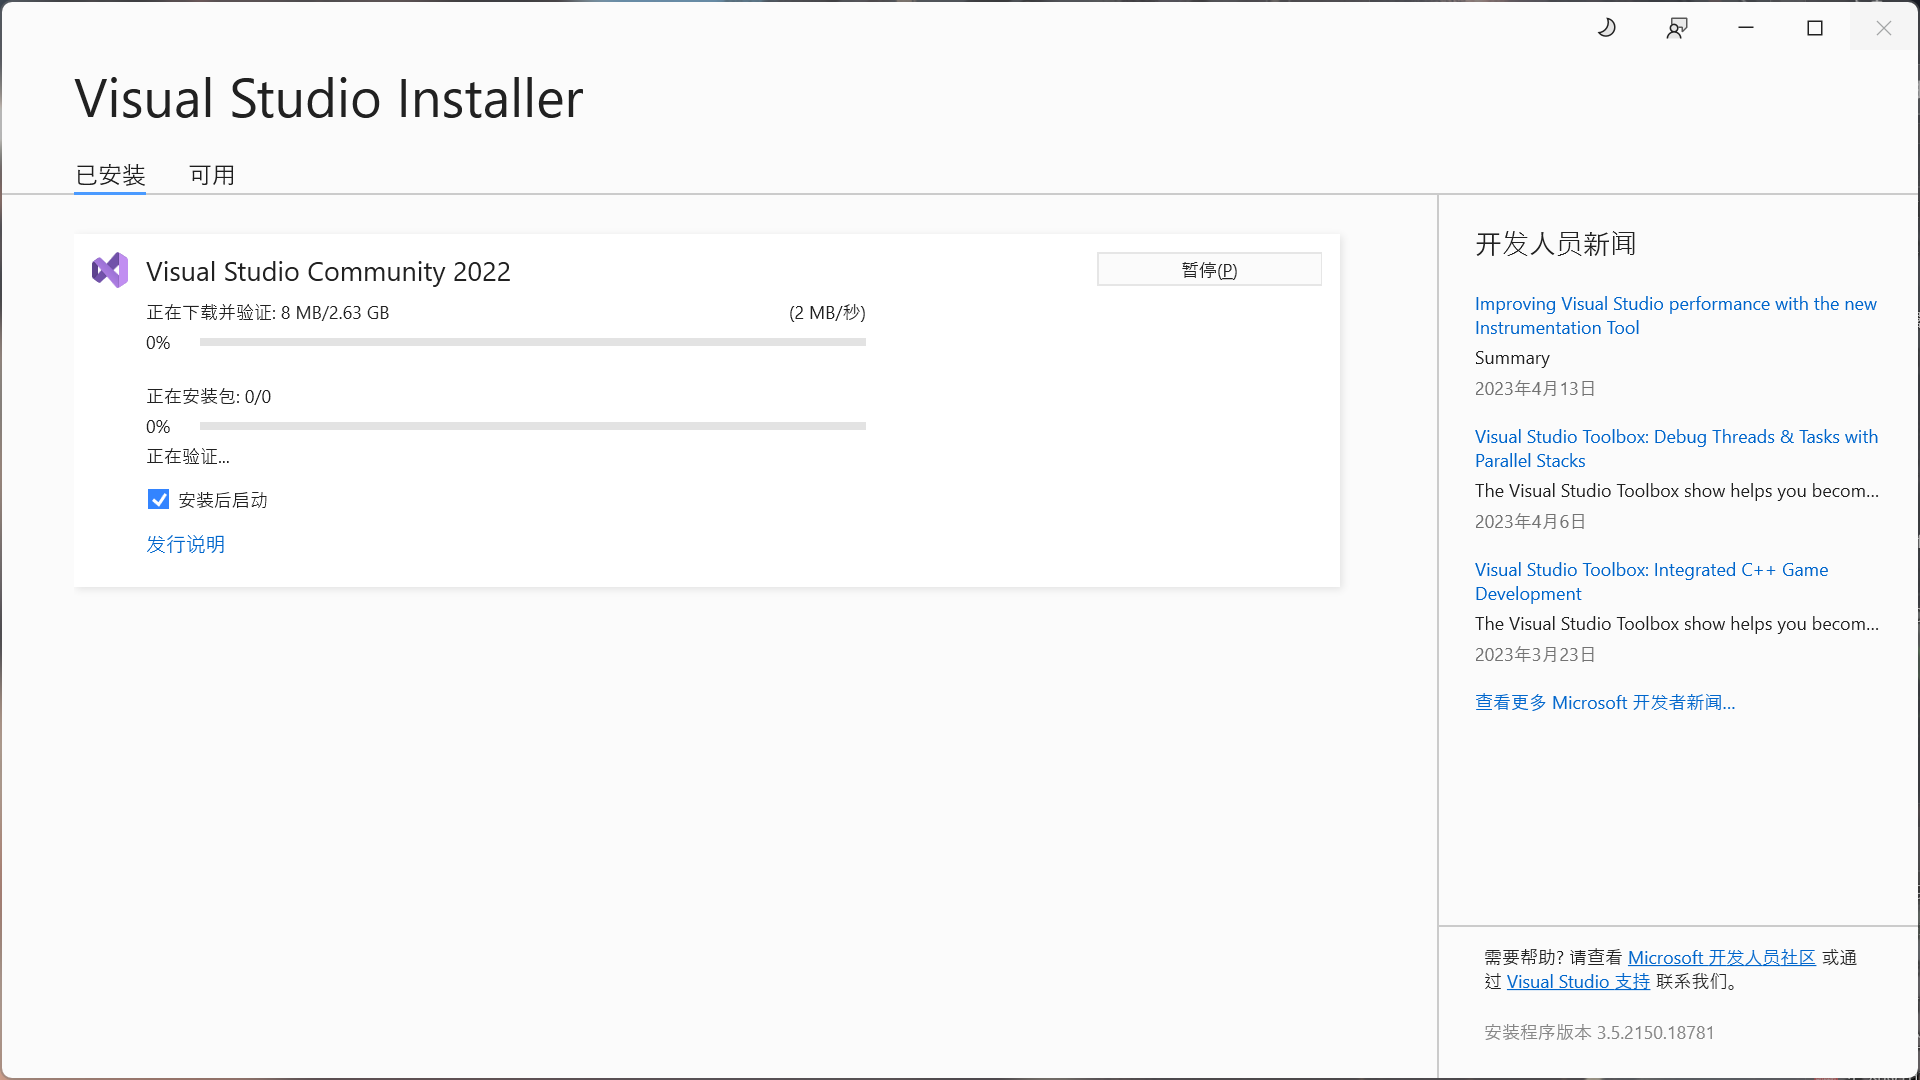 Visual Studio Installer
已安装
可用
Visual Studio Community 2022
暂停(P)
正在下载并验证: 8 MB/2.63 GB
(2 MB/秒)
0%
正在安装包: 0/0
0%
正在验证...
安装后启动
发行说明
开发人员新闻
Improving Visual Studio performance with the new
Instrumentation Tool
Summary
2023年4月13日
Visual Studio Toolbox: Debug Threads & Tasks with
Parallel Stacks
The Visual Studio Toolbox show helps you becom...
2023年4月6日
Visual Studio Toolbox: Integrated C++ Game
Development
The Visual Studio Toolbox show helps you becom...
2023年3月23日
查看更多 Microsoft 开发者新闻...
需要帮助? 请查看 Microsoft 开发人员社区 或通
过 Visual Studio 支持 联系我们。
安装程序版本 3.5.2150.18781